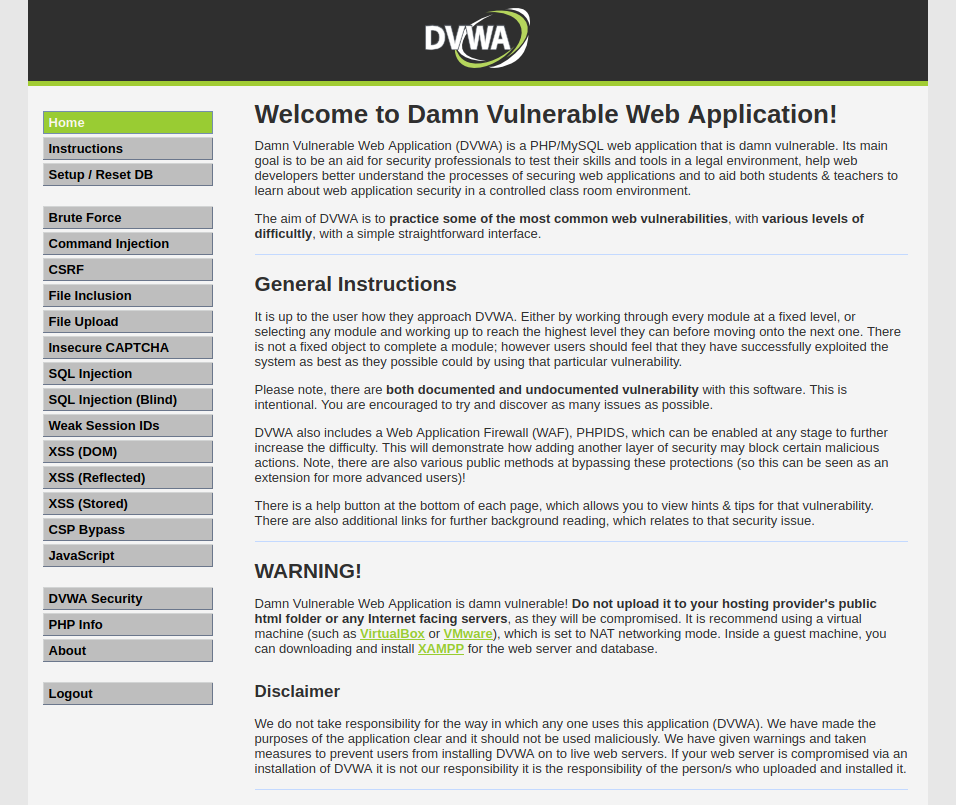 DVWA
Home
Instructions
Setup / Reset DB
Brute Force
Command Injection
CSRF
File Inclusion
File Upload
Insecure CAPTCHA
SQL Injection
SQL Injection (Blind)
Weak Session IDs
XSS (DOM)
XSS (Reflected)
XSS (Stored)
CSP Bypass
JavaScript
DVWA Security
PHP Info
About
Logout
Welcome to Damn Vulnerable Web Application!
Damn Vulnerable Web Application (DVWA) is a PHP/MySQL web application that is damn vulnerable. Its main
goal is to be an aid for security professionals to test their skills and tools in a legal environment, help web
developers better understand the processes of securing web applications and to aid both students & teachers to
learn about web application security in a controlled class room environment.
The aim of DVWA is to practice some of the most common web vulnerabilities, with various levels of
difficultly, with a simple straightforward interface.
General Instructions
It is up to the user how they approach DVWA. Either by working through every module at a fixed level, or
selecting any module and working up to reach the highest level they can before moving onto the next one. There
is not a fixed object to complete a module; however users should feel that they have successfully exploited the
system as best as they possible could by using that particular vulnerability.
Please note, there are both documented and undocumented vulnerability with this software. This is
intentional. You are encouraged to try and discover as many issues as possible.
DVWA also includes a Web Application Firewall (WAF), PHPIDS, which can be enabled at any stage to further
increase the difficulty. This will demonstrate how adding another layer of security may block certain malicious
actions. Note, there are also various public methods at bypassing these protections (so this can be seen as an
extension for more advanced users)!
There is a help button at the bottom of each page, which allows you to view hints & tips for that vulnerability.
There are also additional links for further background reading, which relates to that security issue.
WARNING!
Damn Vulnerable Web Application is damn vulnerable! Do not upload it to your hosting provider's public
html folder or any Internet facing servers, as they will be compromised. It is recommend using a virtual
machine (such as VirtualBox or VMware), which is set to NAT networking mode. Inside a guest machine, you
can downloading and install XAMPP for the web server and database.
Disclaimer
We do not take responsibility for the way in which any one uses this application (DVWA). We have made the
purposes of the application clear and it should not be used maliciously. We have given warnings and taken
measures to prevent users from installing DVWA on to live web servers. If your web server is compromised via an
installation of DVWA it is not our responsibility it is the responsibility of the person/s who uploaded and installed it.